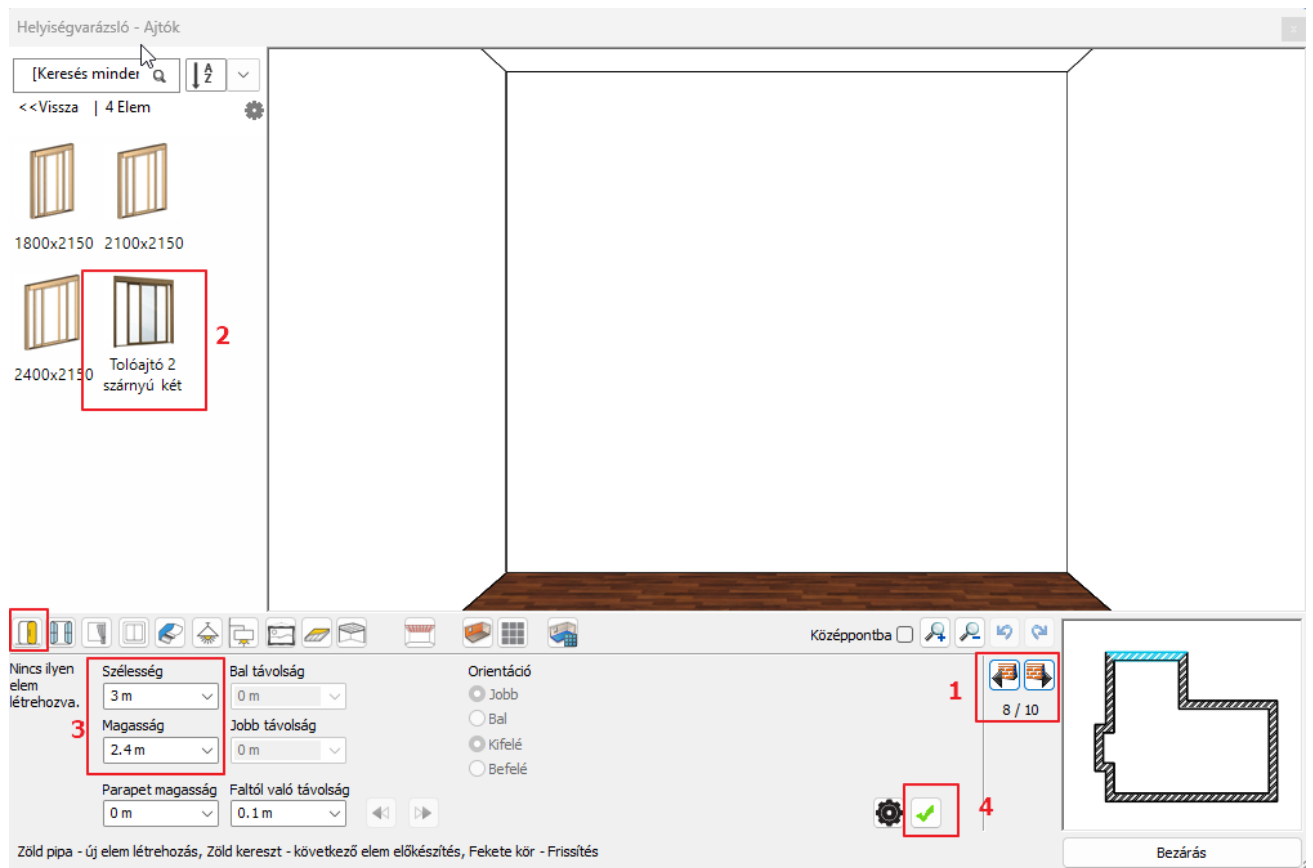 Helyiségvarázsló - Ajtók
x
[Keresés minden
A
Z
<<Vissza | 4 Elem
1800x2150 2100x2150
2400x2150
Tolóajtó 2
szárnyú két
2
Középpontba
Nincs ilyen
elem
létrehozva.
Szélesség
3 m
Magasság
2.4 m
3
Parapet magasság
0 m
Bal távolság
0 m
Jobb távolság
0 m
Faltól való távolság
0.1 m
Orientáció
Jobb
Bal
Kifelé
Befelé
1
8 / 10
4
Zöld pipa - új elem létrehozás, Zöld kereszt - következő elem előkészítés, Fekete kör - Frissítés
Bezárás